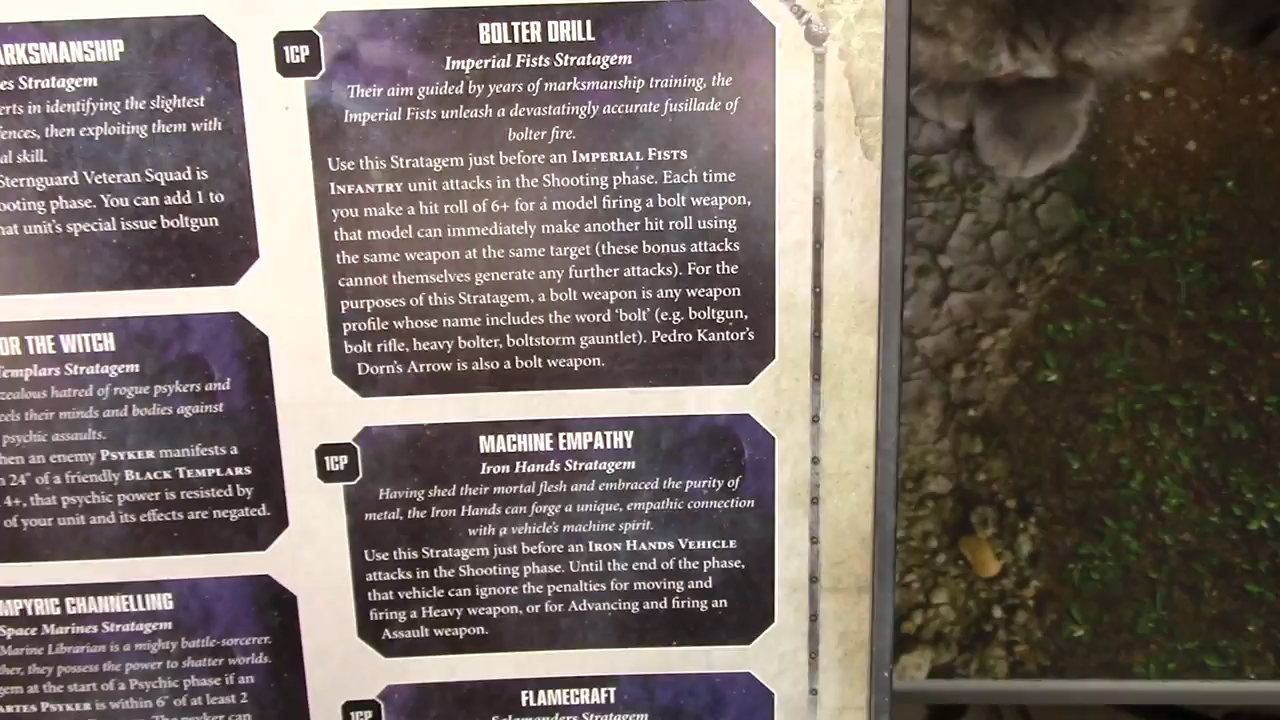 ARKSMANSHIP
es Stratagem
erts in identifying the slightest
ences, then exploiting them with
al skill.
Sternguard Veteran Squad is
ooting phase. You can add 1 to
hat unit's special issue boltgun
OR THE WITCH
Templars Stratagem
zealous hatred of rogue psykers and
eels their minds and bodies against
psychic assaults.
hen an enemy PSYKER manifests a
n 24" of a friendly BLACK TEMPLARS
4+, that psychic power is resisted by
of your unit and its effects are negated.
MPYRIC CHANNELLING
Space Marines Stratagem
Marine Librarian is a mighty battle-sorcerer.
ther, they possess the power to shatter worlds.
gem at the start of a Psychic phase if an
ARTES PSYKER is within 6" of at least 2
The psyker can
1CP
BOLTER DRILL
Imperial Fists Stratagem
Their aim guided by years of marksmanship training, the
Imperial Fists unleash a devastatingly accurate fusillade of
bolter fire.
Use this Stratagem just before an IMPERIAL FISTS
INFANTRY unit attacks in the Shooting phase. Each time
you make a hit roll of 6+ for a model firing a bolt weapon,
that model can immediately make another hit roll using
the same weapon at the same target (these bonus attacks
cannot themselves generate any further attacks). For the
purposes of this Stratagem, a bolt weapon is any weapon
profile whose name includes the word 'bolt' (e.g. boltgun,
bolt rifle, heavy bolter, boltstorm gauntlet). Pedro Kantor's
Dorn's Arrow is also a bolt weapon.
1CP
MACHINE EMPATHY
Iron Hands Stratagem
Having shed their mortal flesh and embraced the purity of
metal, the Iron Hands can forge a unique, empathic connection
with a vehicle's machine spirit.
Use this Stratagem just before an IRON HANDS VEHICLE
attacks in the Shooting phase. Until the end of the phase,
that vehicle can ignore the penalties for moving and
firing a Heavy weapon, or for Advancing and firing an
Assault weapon.
1CP
FLAMECRAFT
Salamanders Stratagem